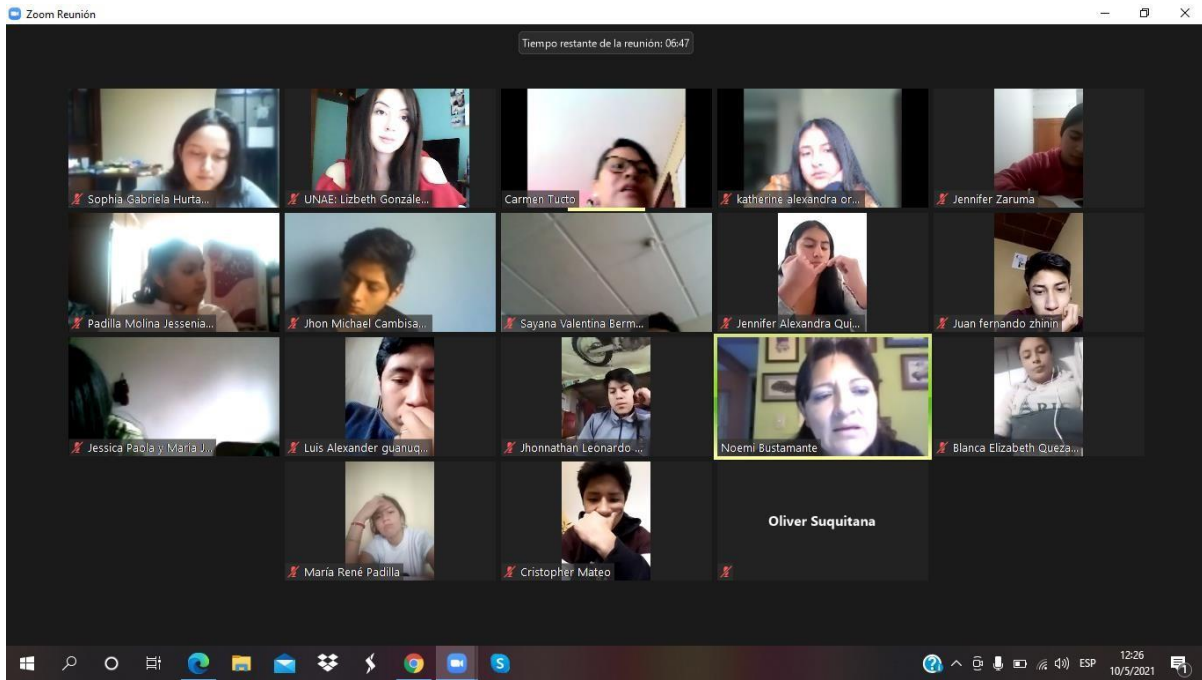 Zoom Reunión
Tiempo restante de la reunión: 06:47
Sophia Gabriela Hurta...
UNAE: Lizbeth Gonzále...
Carmen Tucto
katherine alexandra or...
Jennifer Zaruma
Padilla Molina Jessenia...
Jhon Michael Cambisa...
Sayana Valentina Berm...
Jennifer Alexandra Qui...
Juan fernando zhinin
Jessica Paola y Maria J...
Luis Alexander guanuq...
Jhonnathan Leonardo ...
Noemi Bustamante
Blanca Elizabeth Queza...
María René Padilla
Cristopher Mateo
Oliver Suquitana
ESP
12:26
10/5/2021
1